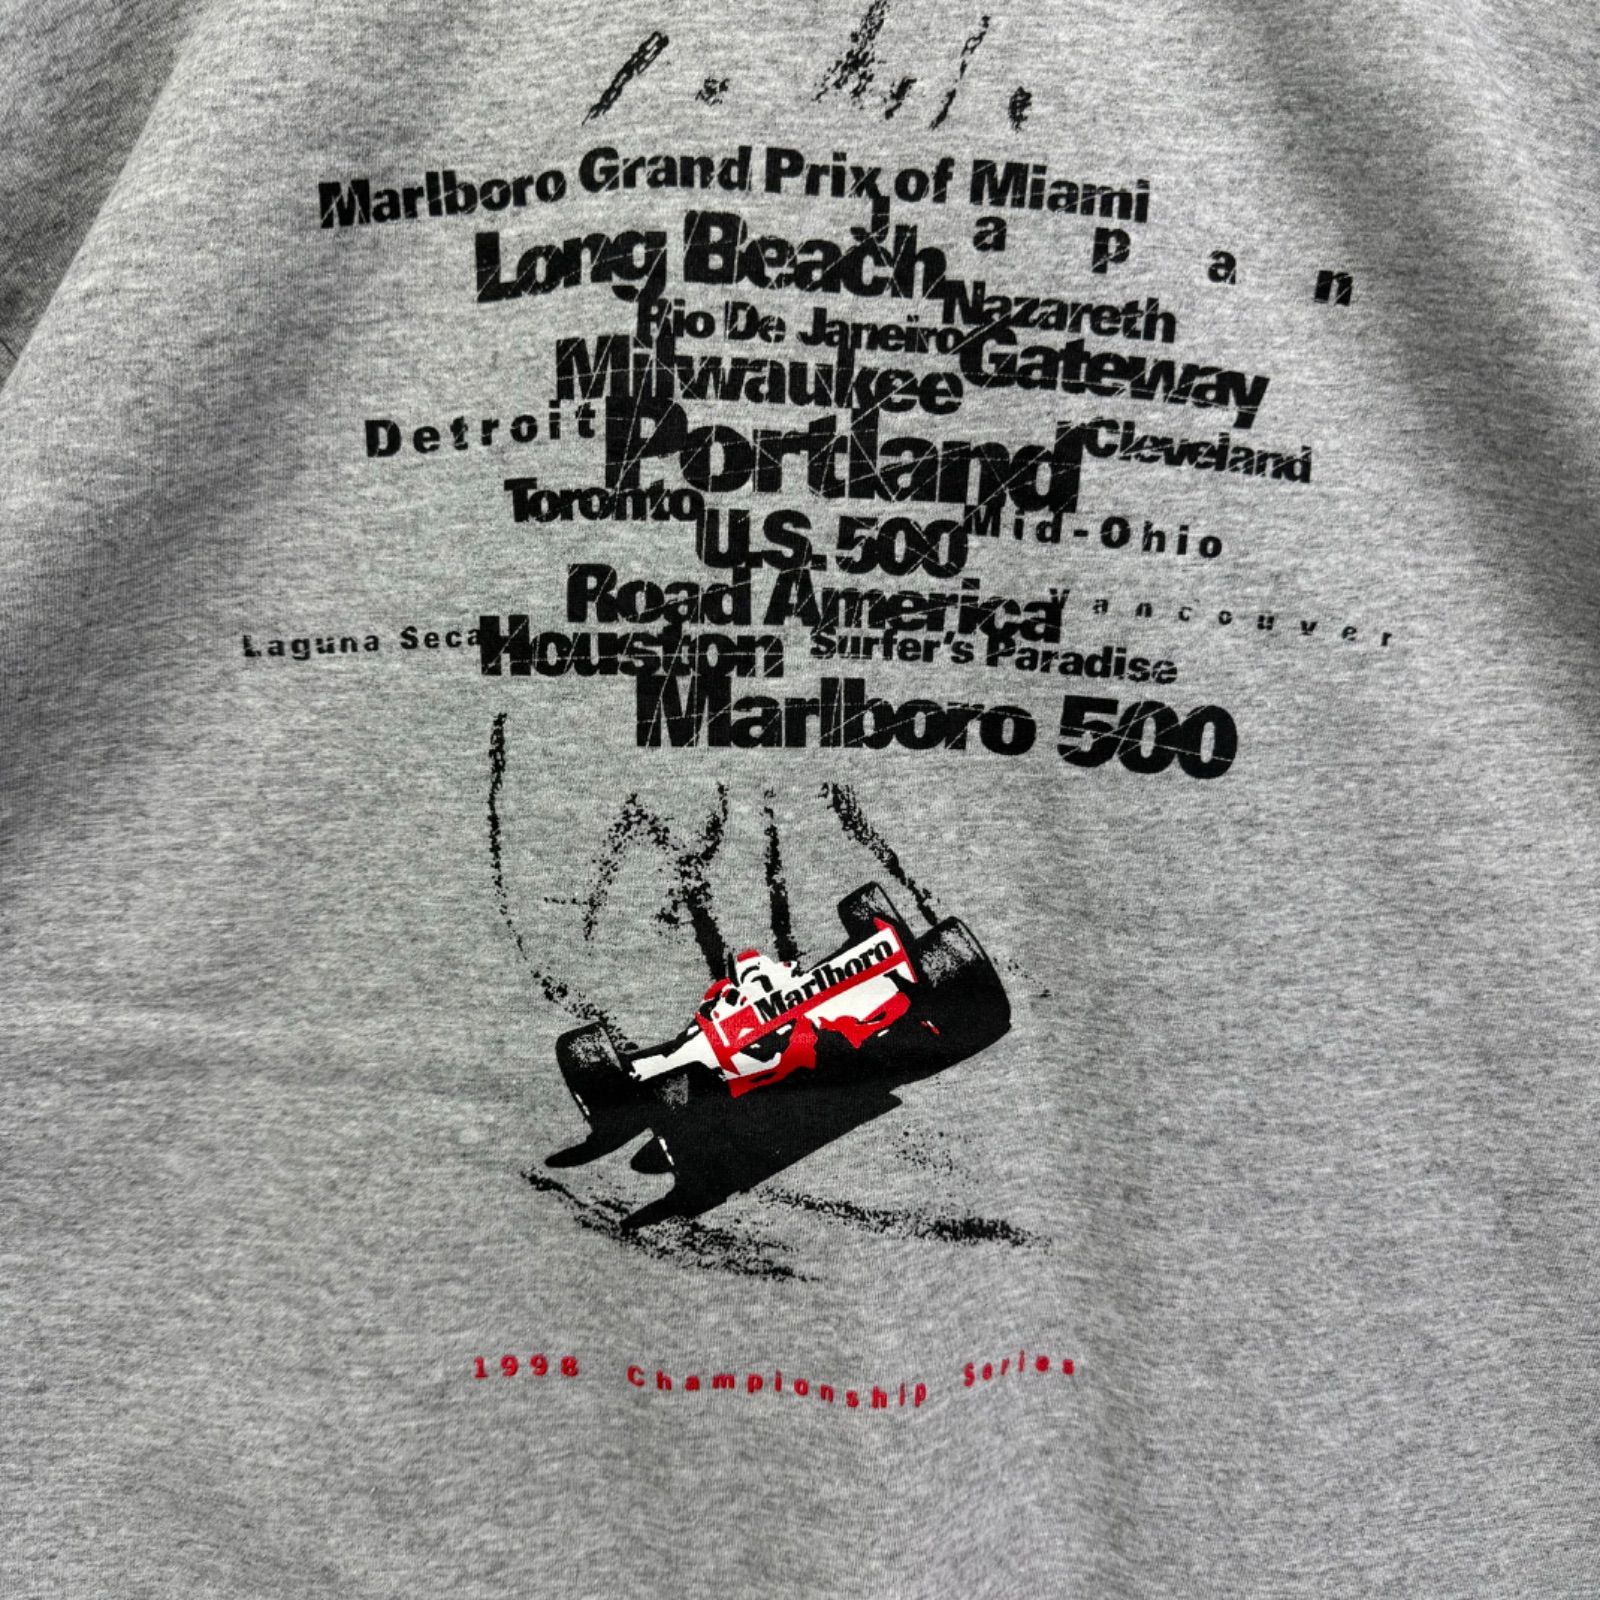 Marlboro Grand Prix of Miami
Japan
Long Beach
Nazareth
Rio De Janeiro
Gateway
Milwaukee
Detroit
Portland
Cleveland
Toronto
U.S. 500
Mid-Ohio
Road America
Vancouver
Laguna Seca
Houston
Surfer's Paradise
Marlboro 500
Marlboro
1998 Championship Series